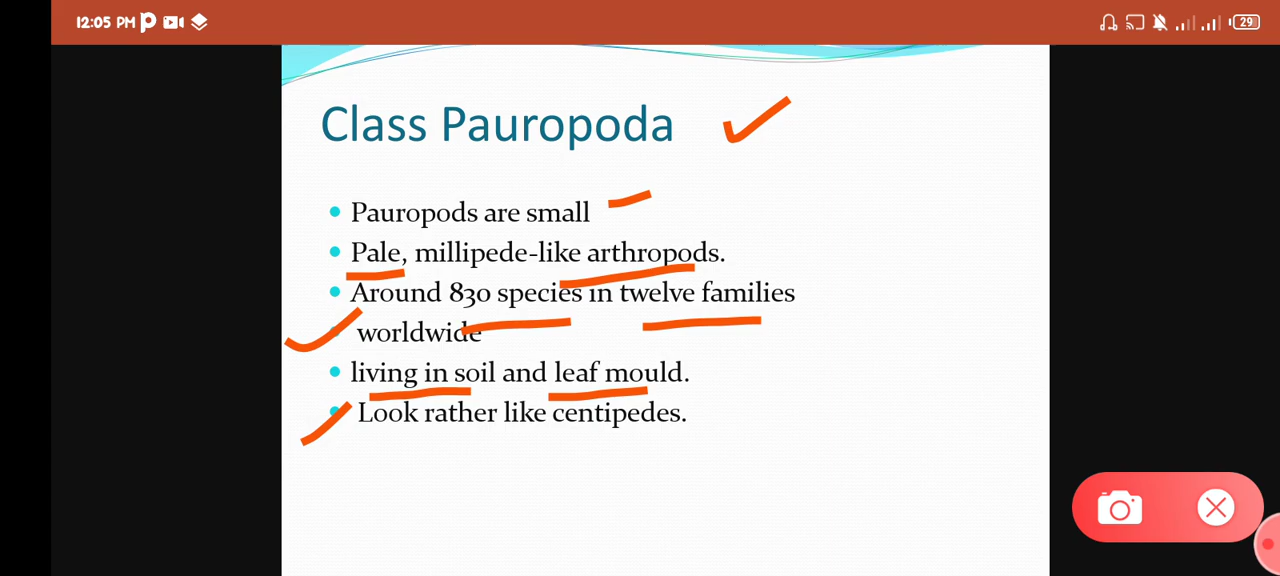 12:05 PM
29
Class Pauropoda
Pauropods are small
Pale, millipede-like arthropods.
Around 830 species in twelve families
worldwide
living in soil and leaf mould.
Look rather like centipedes.